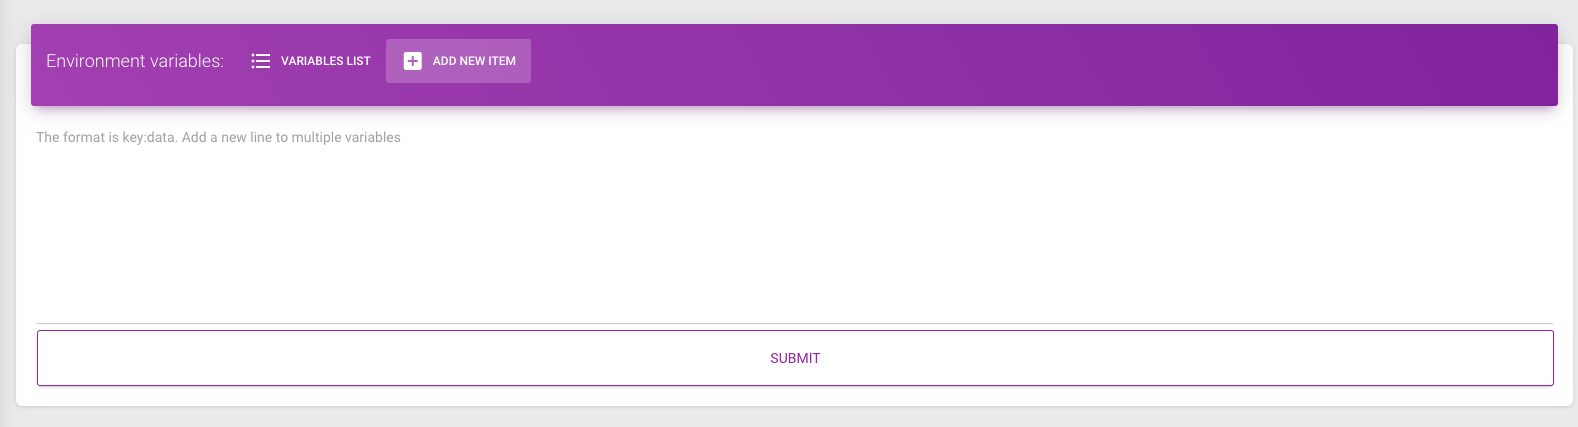 Environment variables: VARIABLES LIST ADD NEW ITEM
The format is key:data. Add a new line to multiple variables
SUBMIT